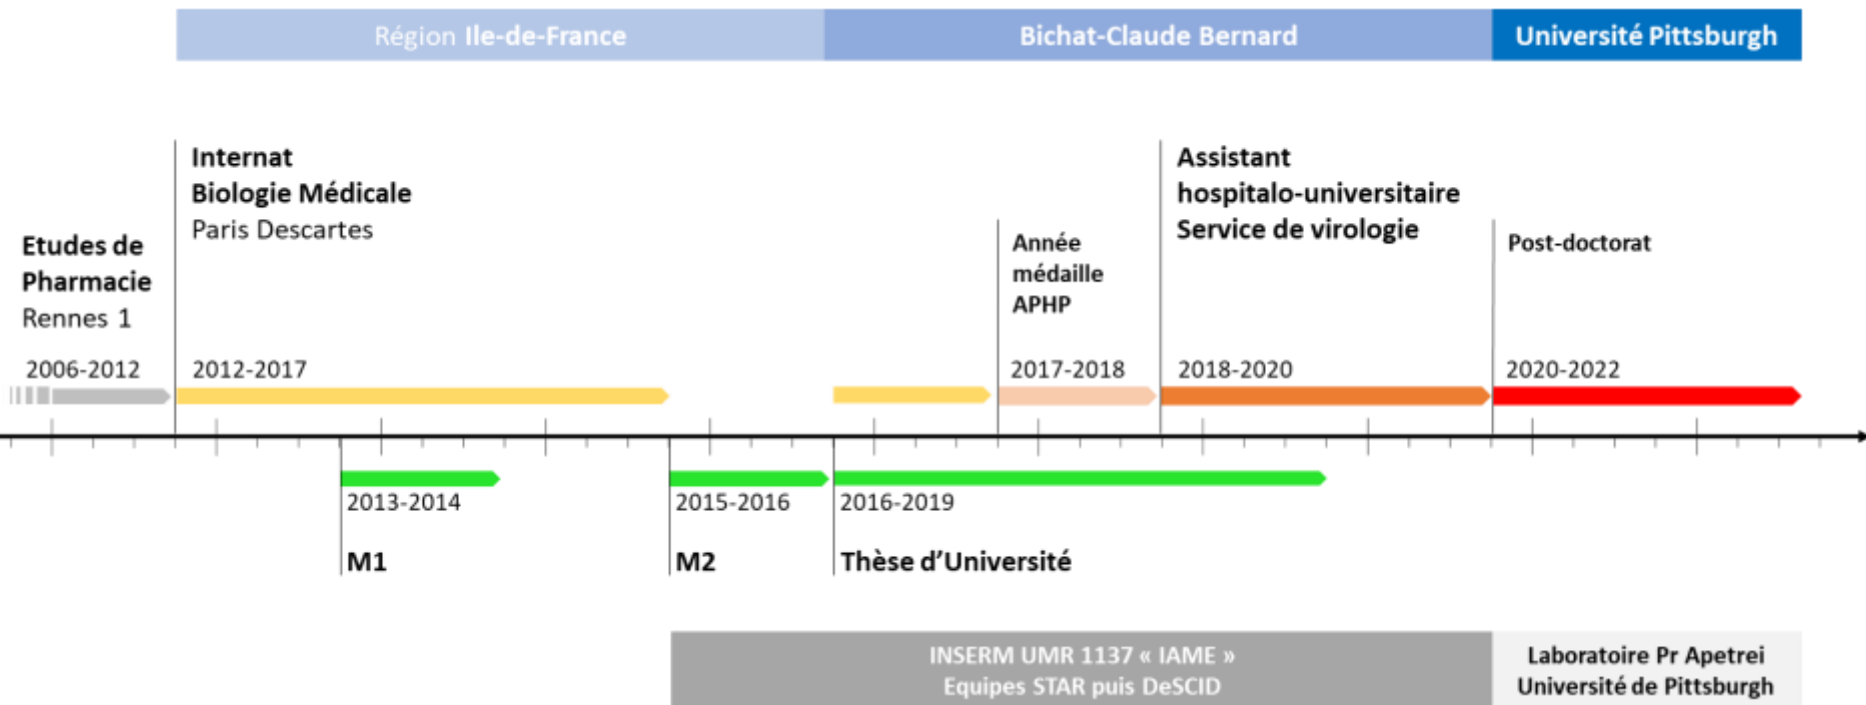 Région Ile-de-France
Bichat-Claude Bernard
Université Pittsburgh
Internat
Biologie Médicale
Paris Descartes
Assistant
hospitalo-universitaire
Service de virologie
Etudes de
Pharmacie
Rennes 1
Année
médaille
APHP
Post-doctorat
2006-2012
2012-2017
2017-2018
2018-2020
2020-2022
2013-2014
2015-2016
2016-2019
M1
M2
Thèse d’Université
INSERM UMR 1137 « IAME »
Equipes STAR puis DeSCID
Laboratoire Pr Apetrei
Université de Pittsburgh